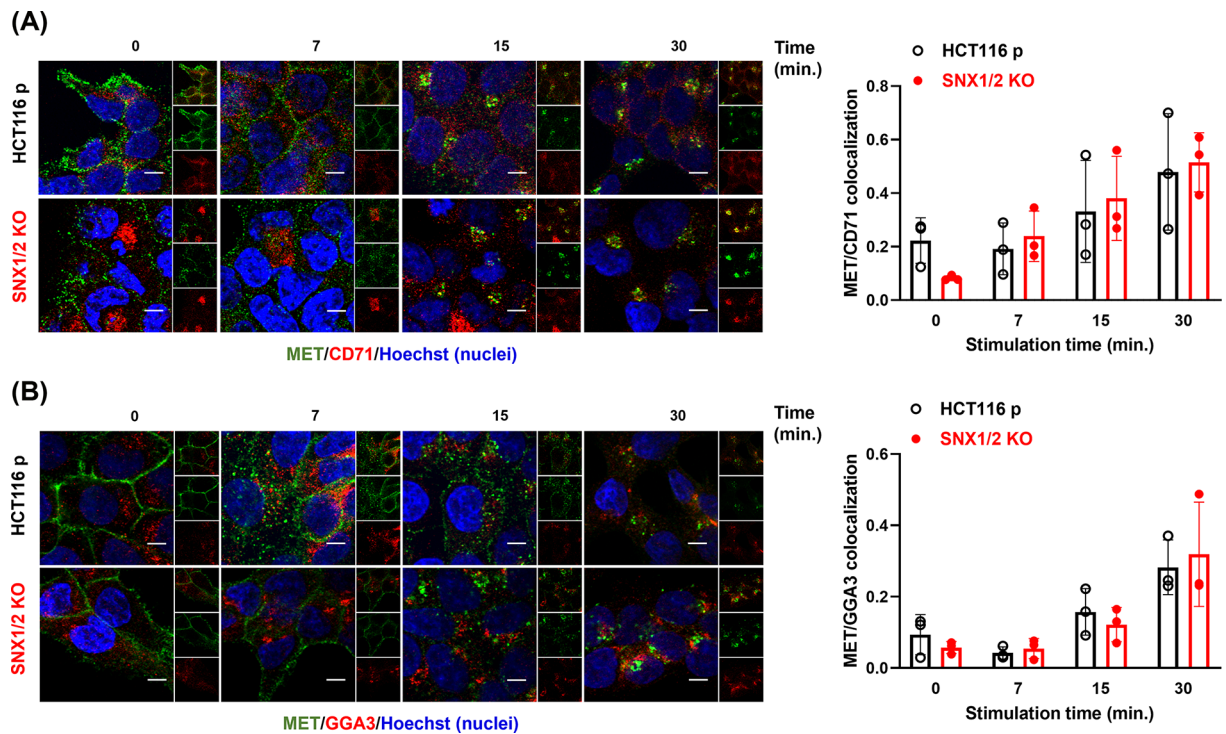 (A)
0 7 15 30 Time
(min.)
HCT116 p
SNX1/2 KO
MET/CD71/Hoechst (nuclei)
HCT116 p
SNX1/2 KO
MET/CD71 colocalization
0.8
0.6
0.4
0.2
0.0
0 7 15 30
Stimulation time (min.)
(B)
0 7 15 30 Time
(min.)
HCT116 p
SNX1/2 KO
MET/GGA3/Hoechst (nuclei)
HCT116 p
SNX1/2 KO
MET/GGA3 colocalization
0.6
0.4
0.2
0.0
0 7 15 30
Stimulation time (min.)